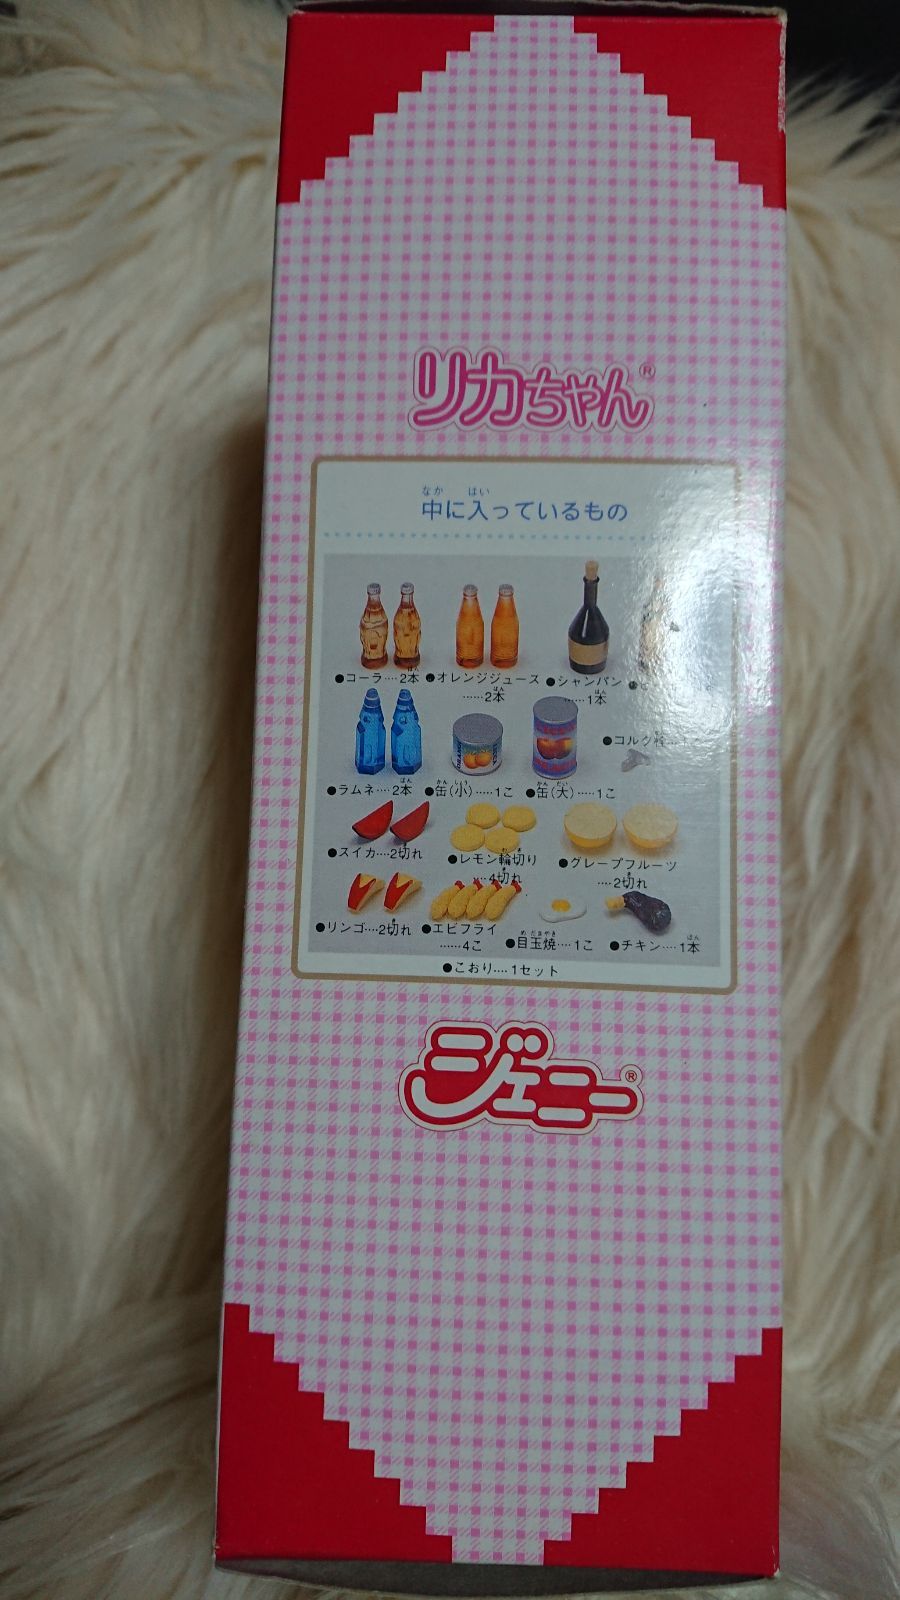 リカちゃん®
なか はい
中に入っているもの
●コーラ‥‥2本
●オレンジジュース
‥‥‥2本
●シャンパン
‥‥1本
●ラムネ‥‥2本
●缶(小)‥‥‥1こ
●缶(大)‥‥‥1こ
●コルク栓
●スイカ‥‥2切れ
●レモン輪切り
‥‥4切れ
●グレープフルーツ
‥‥2切れ
●リンゴ‥‥2切れ
●エビフライ
‥‥‥4こ
●目玉焼‥‥1こ
●チキン‥‥1本
●こおり‥‥1セット
ジェニー®